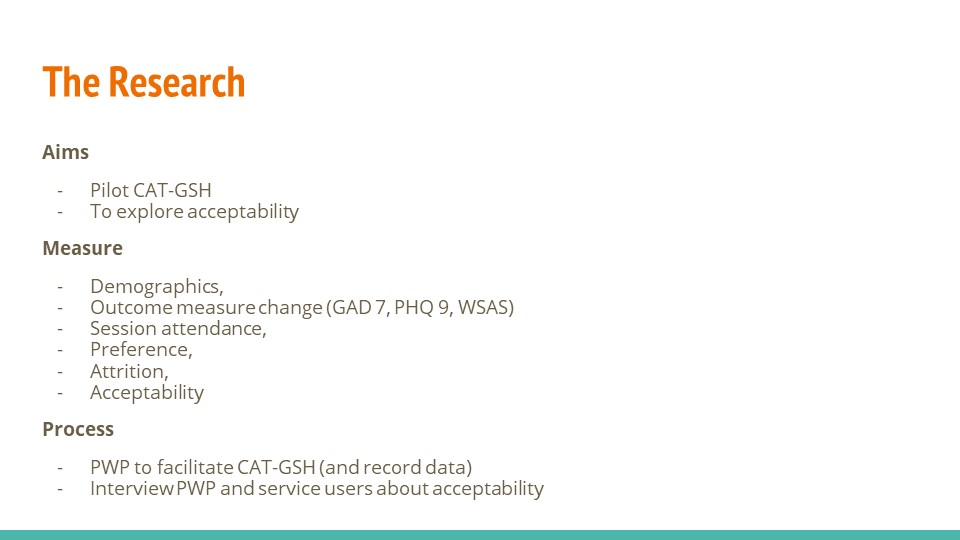 The Research
Aims
- Pilot CAT-GSH
- To explore acceptability
Measure
- Demographics,
- Outcome measure change (GAD 7, PHQ 9, WSAS)
- Session attendance,
- Preference,
- Attrition,
- Acceptability
Process
- PWP to facilitate CAT-GSH (and record data)
- Interview PWP and service users about acceptability